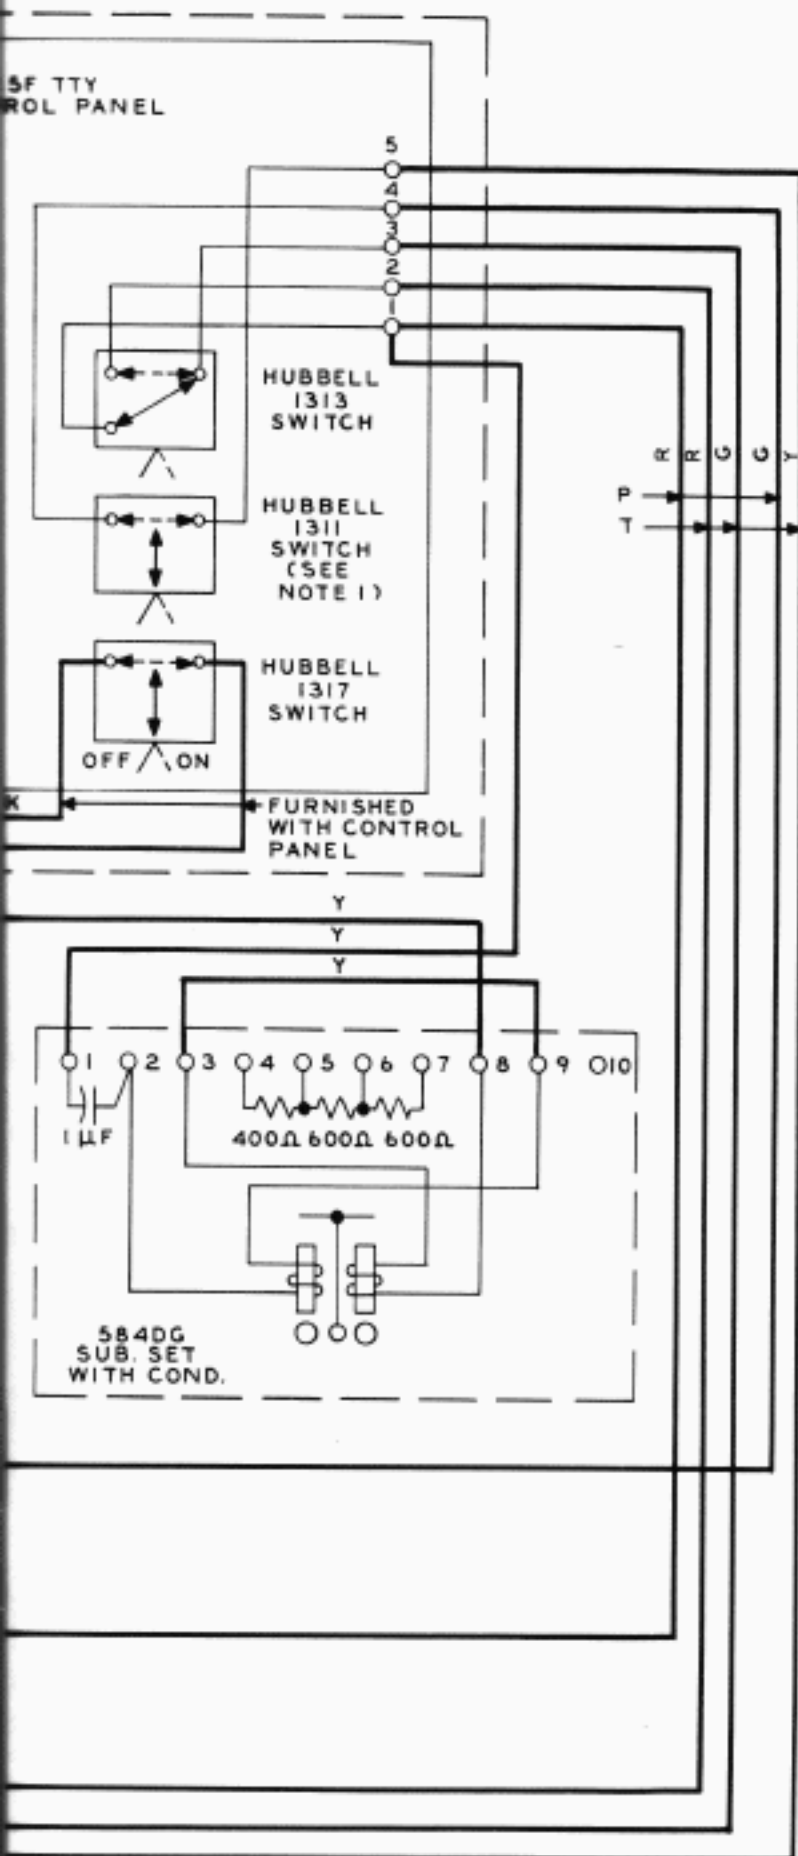 5F TTY
ROL PANEL
5
4
3
2
1
HUBBELL
1313
SWITCH
R R G G Y
P
T
HUBBELL
1311
SWITCH
(SEE
NOTE 1)
HUBBELL
1317
SWITCH
OFF ON
K
FURNISHED
WITH CONTROL
PANEL
Y
Y
Y
1 2 3 4 5 6 7 8 9 10
1 µF
400Ω 600Ω 600Ω
584DG
SUB. SET
WITH COND.